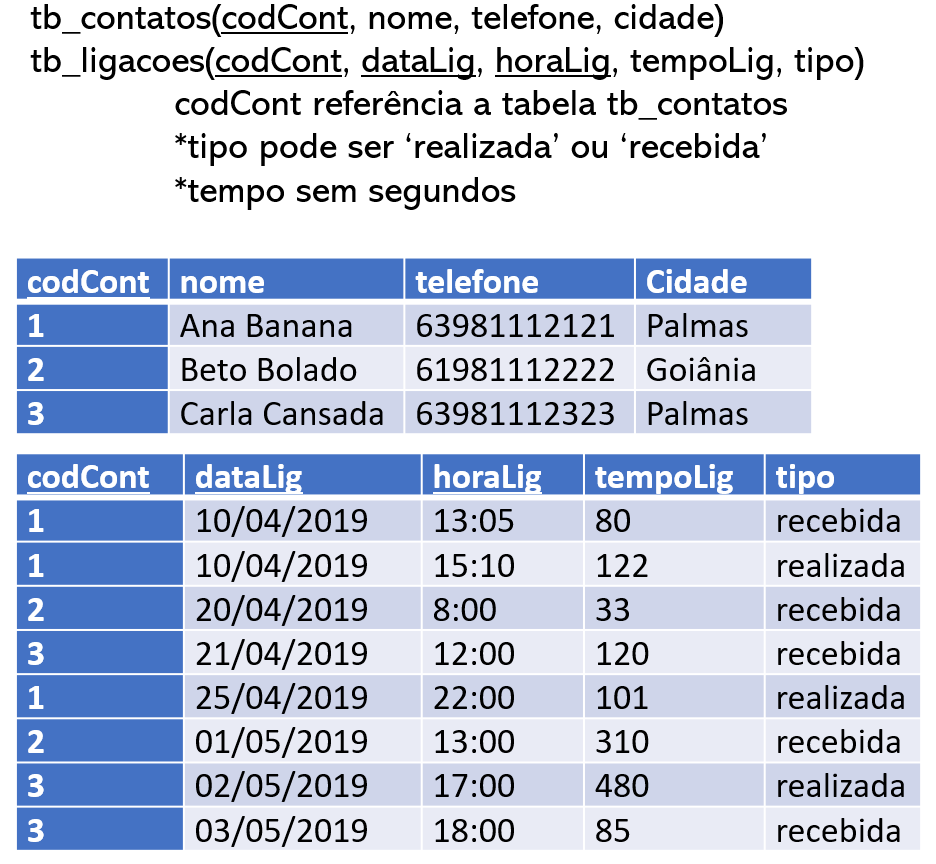 tb_contatos(codCont, nome, telefone, cidade)
tb_ligacoes(codCont, dataLig, horaLig, tempoLig, tipo)
codCont referência a tabela tb_contatos
*tipo pode ser ‘realizada’ ou ‘recebida’
*tempo sem segundos
codCont nome telefone Cidade
1 Ana Banana 63981112121 Palmas
2 Beto Bolado 61981112222 Goiânia
3 Carla Cansada 63981112323 Palmas
codCont dataLig horaLig tempoLig tipo
1 10/04/2019 13:05 80 recebida
1 10/04/2019 15:10 122 realizada
2 20/04/2019 8:00 33 recebida
3 21/04/2019 12:00 120 recebida
1 25/04/2019 22:00 101 realizada
2 01/05/2019 13:00 310 recebida
3 02/05/2019 17:00 480 realizada
3 03/05/2019 18:00 85 recebida